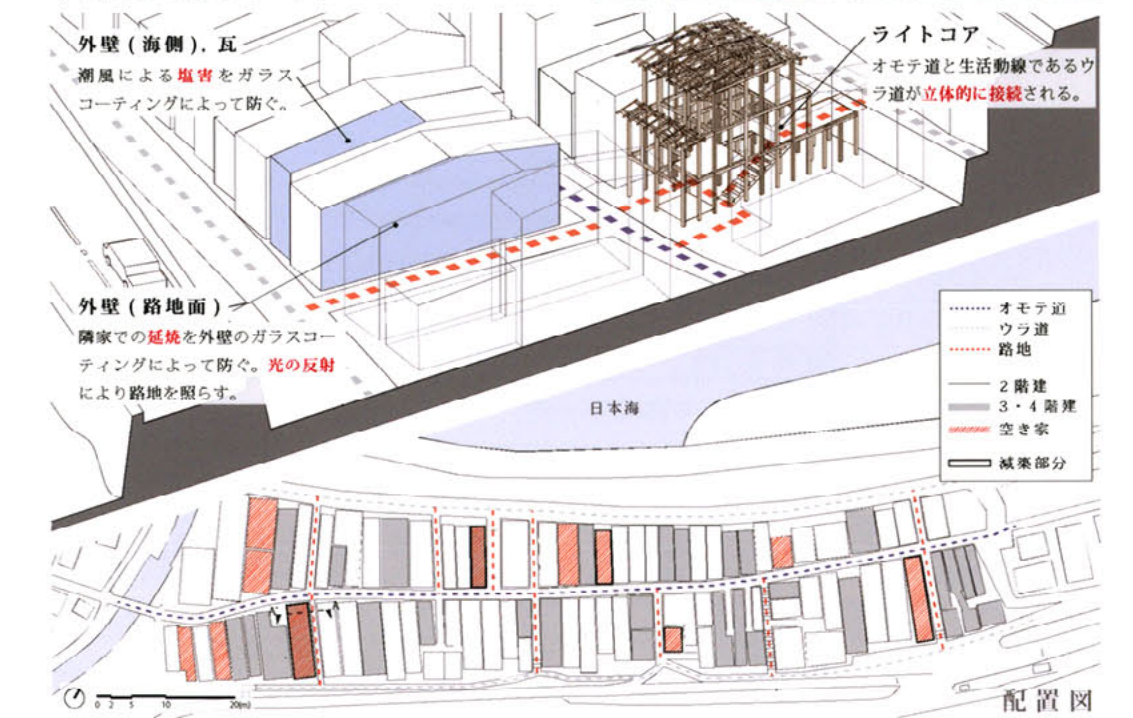 外壁(海側), 瓦
潮風による塩害をガラス
コーティングによって防ぐ。
ライトコア
オモテ道と生活動線であるウ
ラ道が立体的に接続される。
外壁(路地面)
隣家での延焼を外壁のガラスコー
ティングによって防ぐ。光の反射
により路地を照らす。
オモテ道
ウラ道
路地
2階建
3・4階建
空き家
減築部分
日本海
0 2 5 10 20(m)
配置図